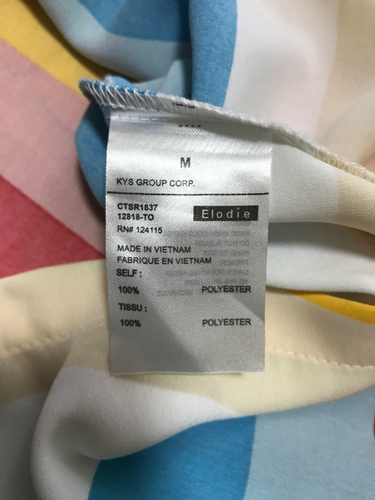 M
KYS GROUP CORP.
CTSR1637
12818-TO
Elodie
RN# 124115
MADE IN VIETNAM
FABRIQUE EN VIETNAM
SELF :
100% POLYESTER
TISSU :
100% POLYESTER